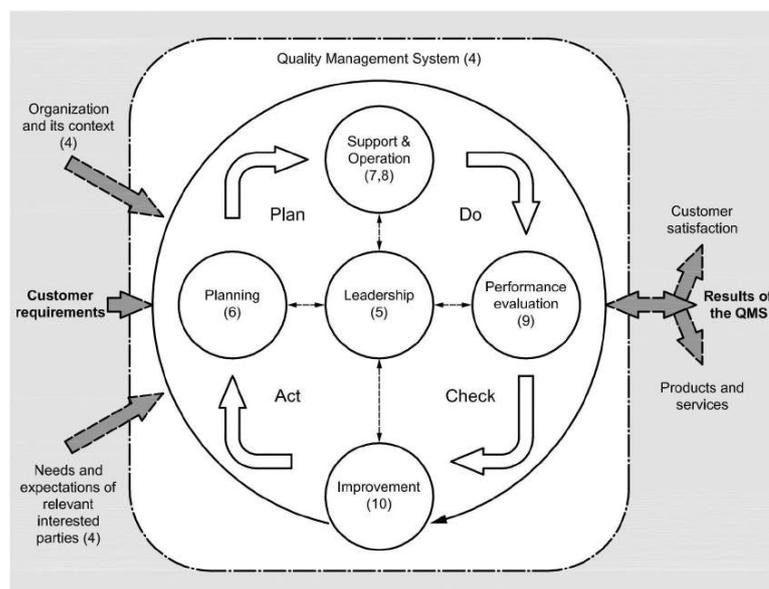 Quality Management System (4)
Organization
and its context
(4)
Support &
Operation
(7,8)
Plan
Do
Customer
satisfaction
Customer
requirements
Planning
(6)
Leadership
(5)
Performance
evaluation
(9)
Results of
the QMS
Act
Check
Products and
services
Needs and
expectations of
relevant
interested
parties (4)
Improvement
(10)